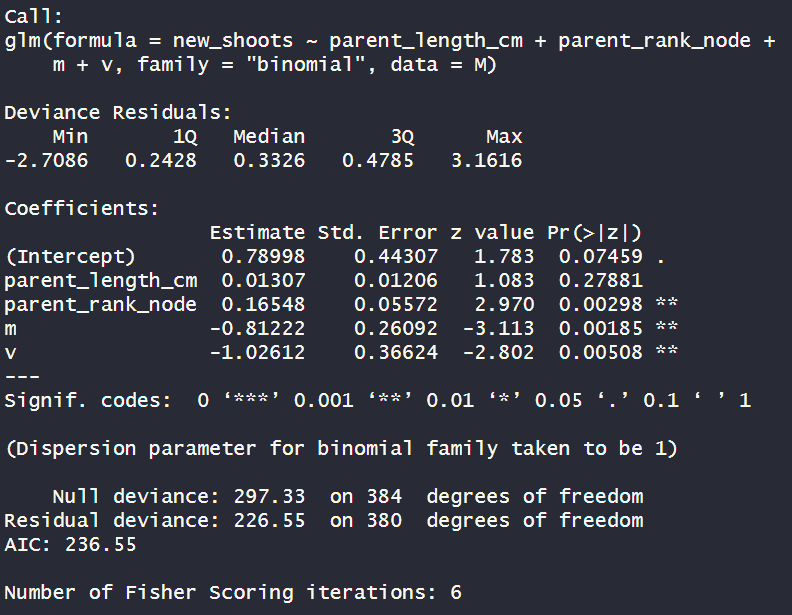 Call:
glm(formula = new_shoots ~ parent_length_cm + parent_rank_node +
    m + v, family = "binomial", data = M)

Deviance Residuals:
    Min       1Q   Median       3Q      Max
-2.7086   0.2428   0.3326   0.4785   3.1616

Coefficients:
                 Estimate Std. Error z value Pr(>|z|)
(Intercept)       0.78998    0.44307   1.783  0.07459 .
parent_length_cm  0.01307    0.01206   1.083  0.27881
parent_rank_node  0.16548    0.05572   2.970  0.00298 **
m                -0.81222    0.26092  -3.113  0.00185 **
v                -1.02612    0.36624  -2.802  0.00508 **
---
Signif. codes:  0 ‘***’ 0.001 ‘**’ 0.01 ‘*’ 0.05 ‘.’ 0.1 ‘ ’ 1

(Dispersion parameter for binomial family taken to be 1)

    Null deviance: 297.33  on 384  degrees of freedom
Residual deviance: 226.55  on 380  degrees of freedom
AIC: 236.55

Number of Fisher Scoring iterations: 6